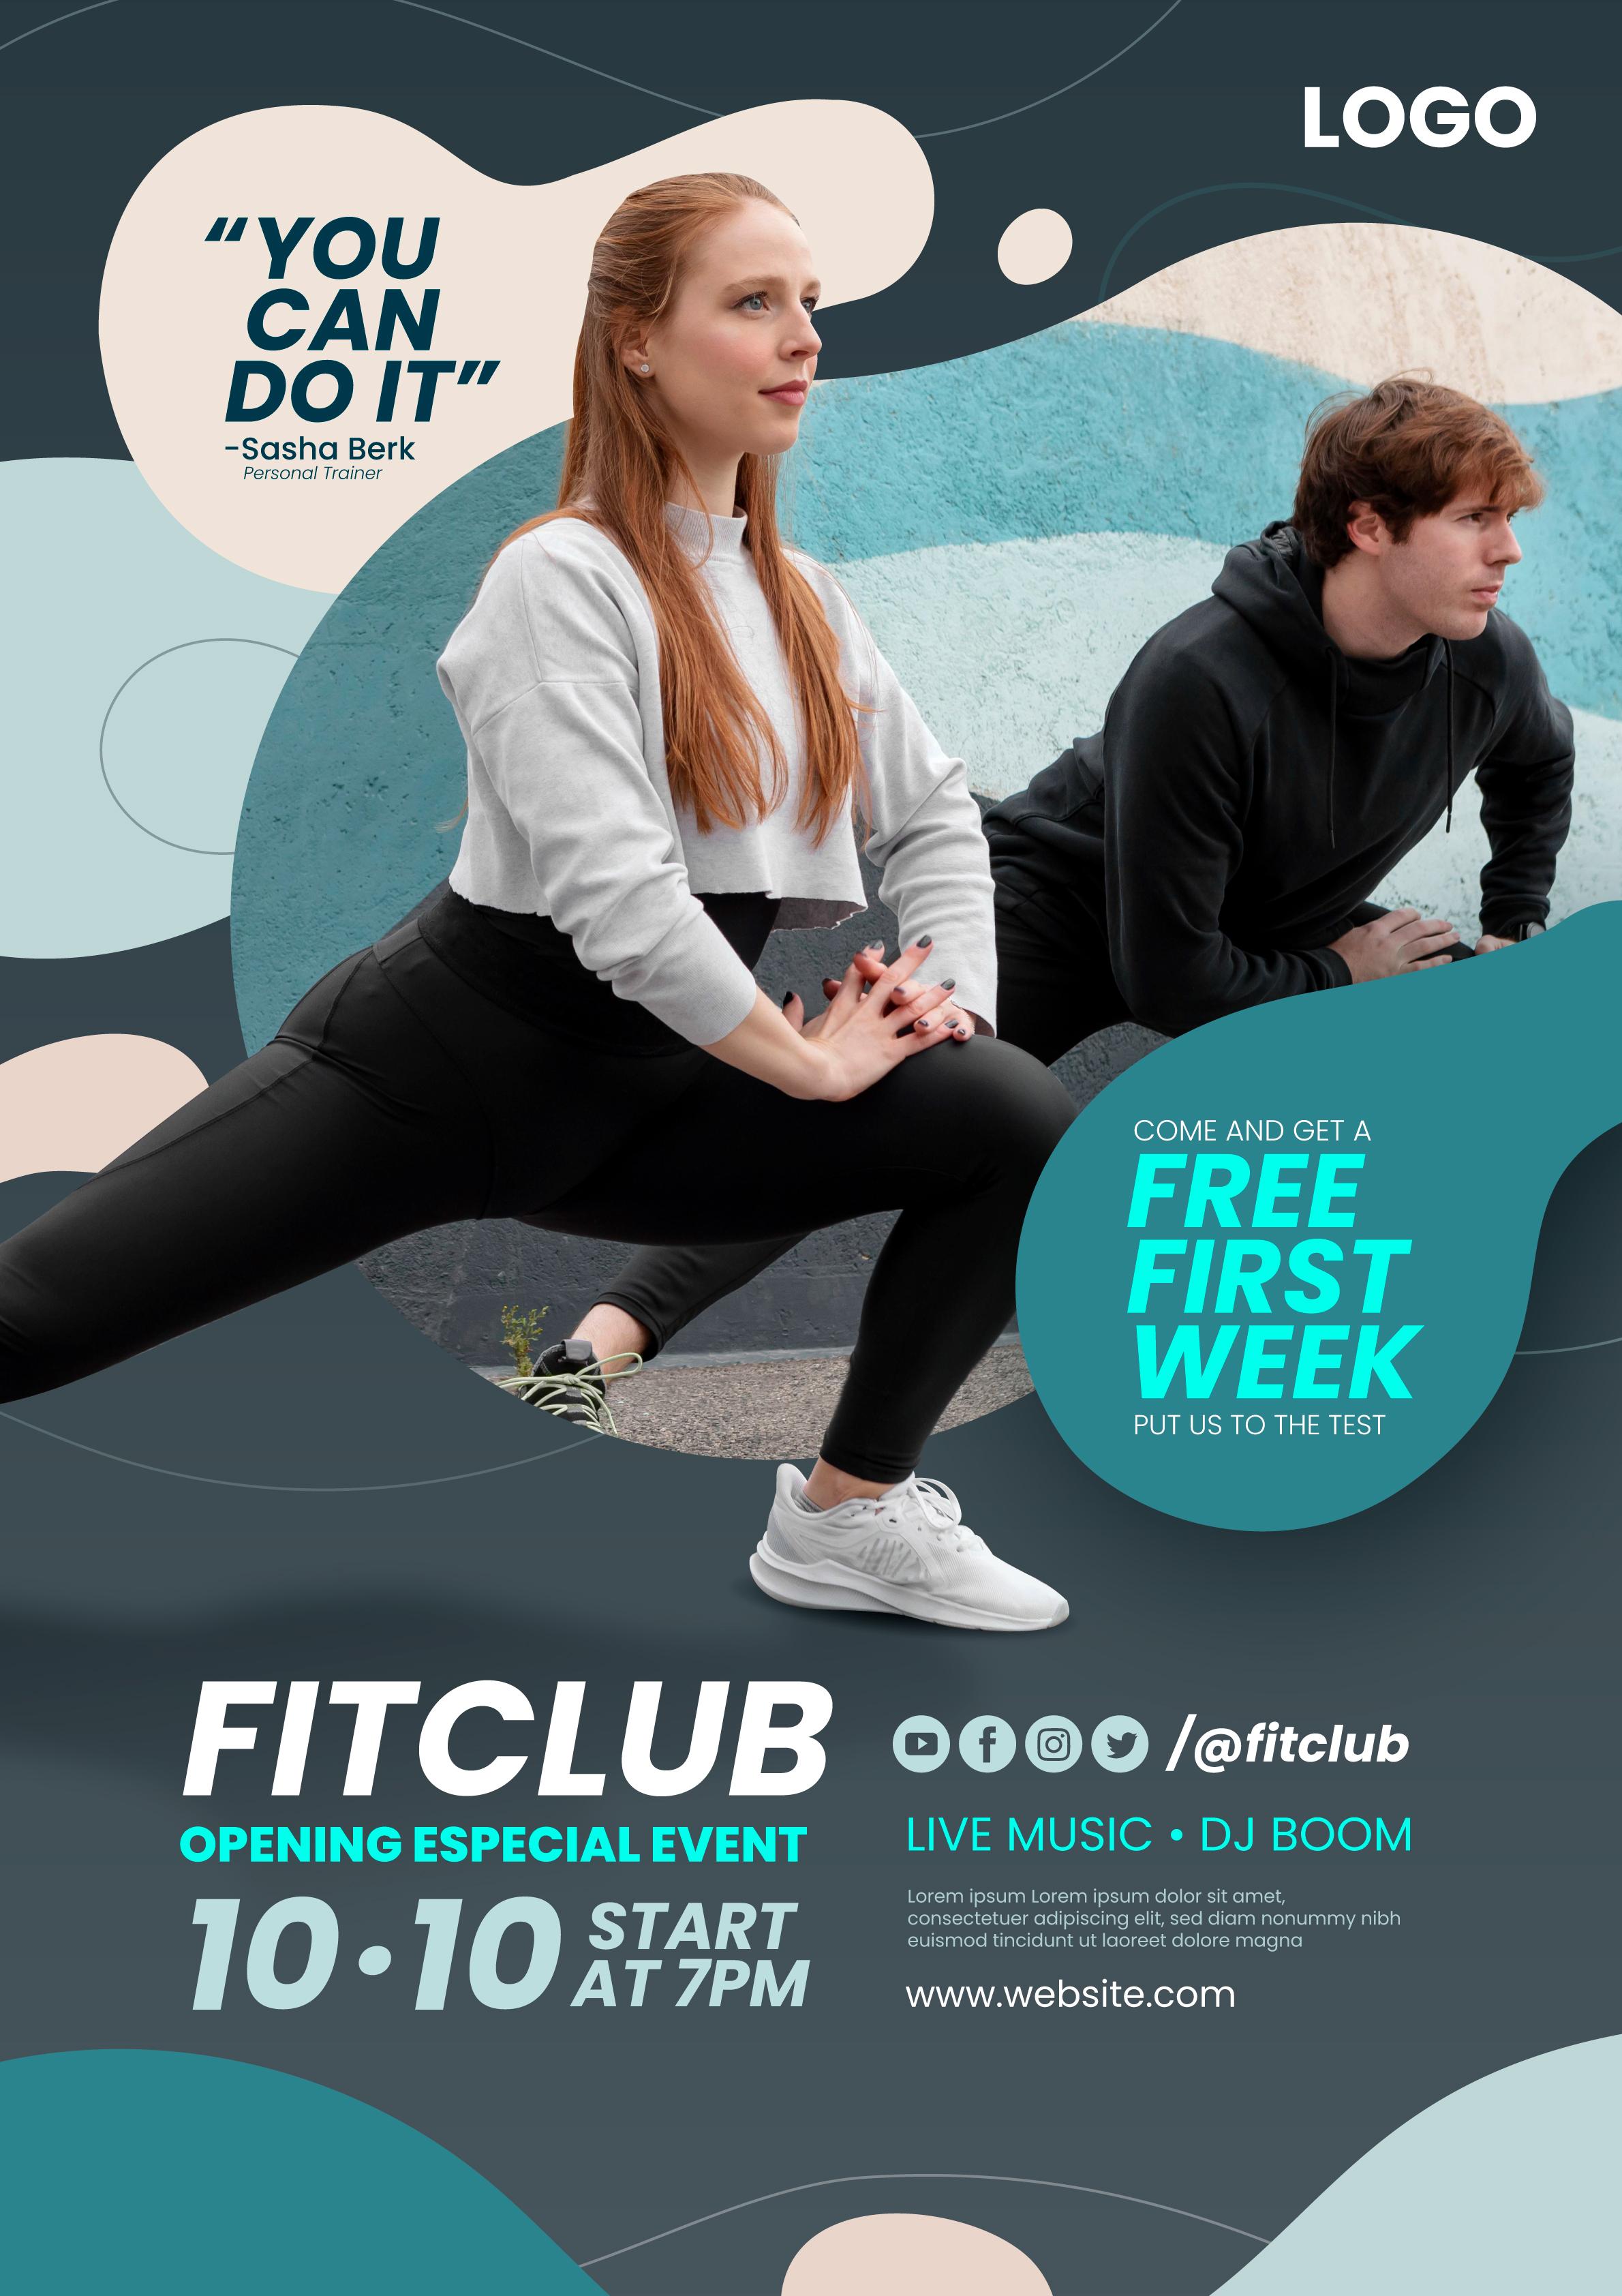 LOGO
“YOU
CAN
DO IT”
-Sasha Berk
Personal Trainer
COME AND GET A
FREE
FIRST
WEEK
PUT US TO THE TEST
FITCLUB
OPENING ESPECIAL EVENT
10•10
START
AT 7PM
/@fitclub
LIVE MUSIC • DJ BOOM
Lorem ipsum Lorem ipsum dolor sit amet,
consectetuer adipiscing elit, sed diam nonummy nibh
euismod tincidunt ut laoreet dolore magna
www.website.com